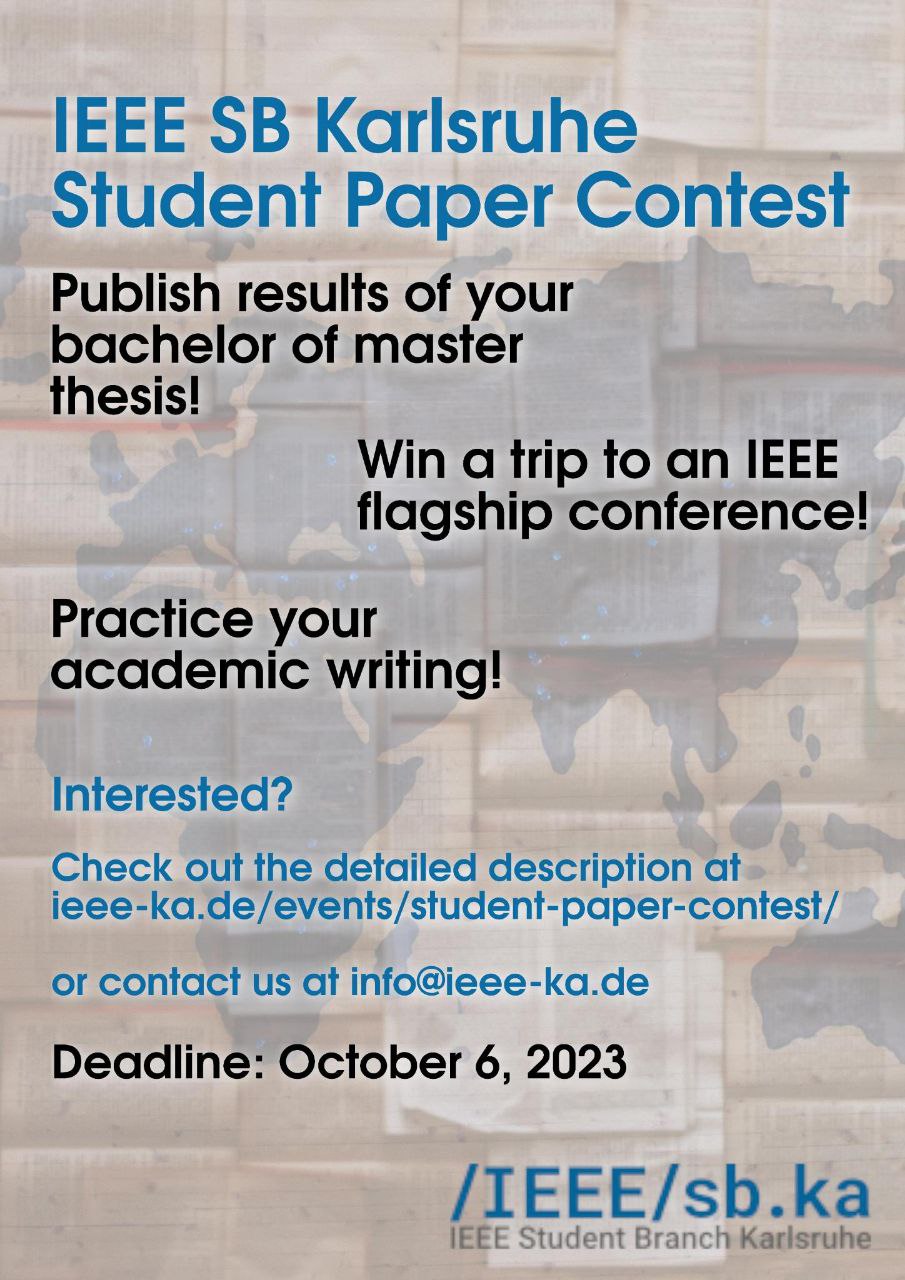 IEEE SB Karlsruhe
Student Paper Contest
Publish results of your
bachelor of master
thesis!
Win a trip to an IEEE
flagship conference!
Practice your
academic writing!
Interested?
Check out the detailed description at
ieee-ka.de/events/student-paper-contest/
or contact us at info@ieee-ka.de
Deadline: October 6, 2023
/IEEE/sb.ka
IEEE Student Branch Karlsruhe